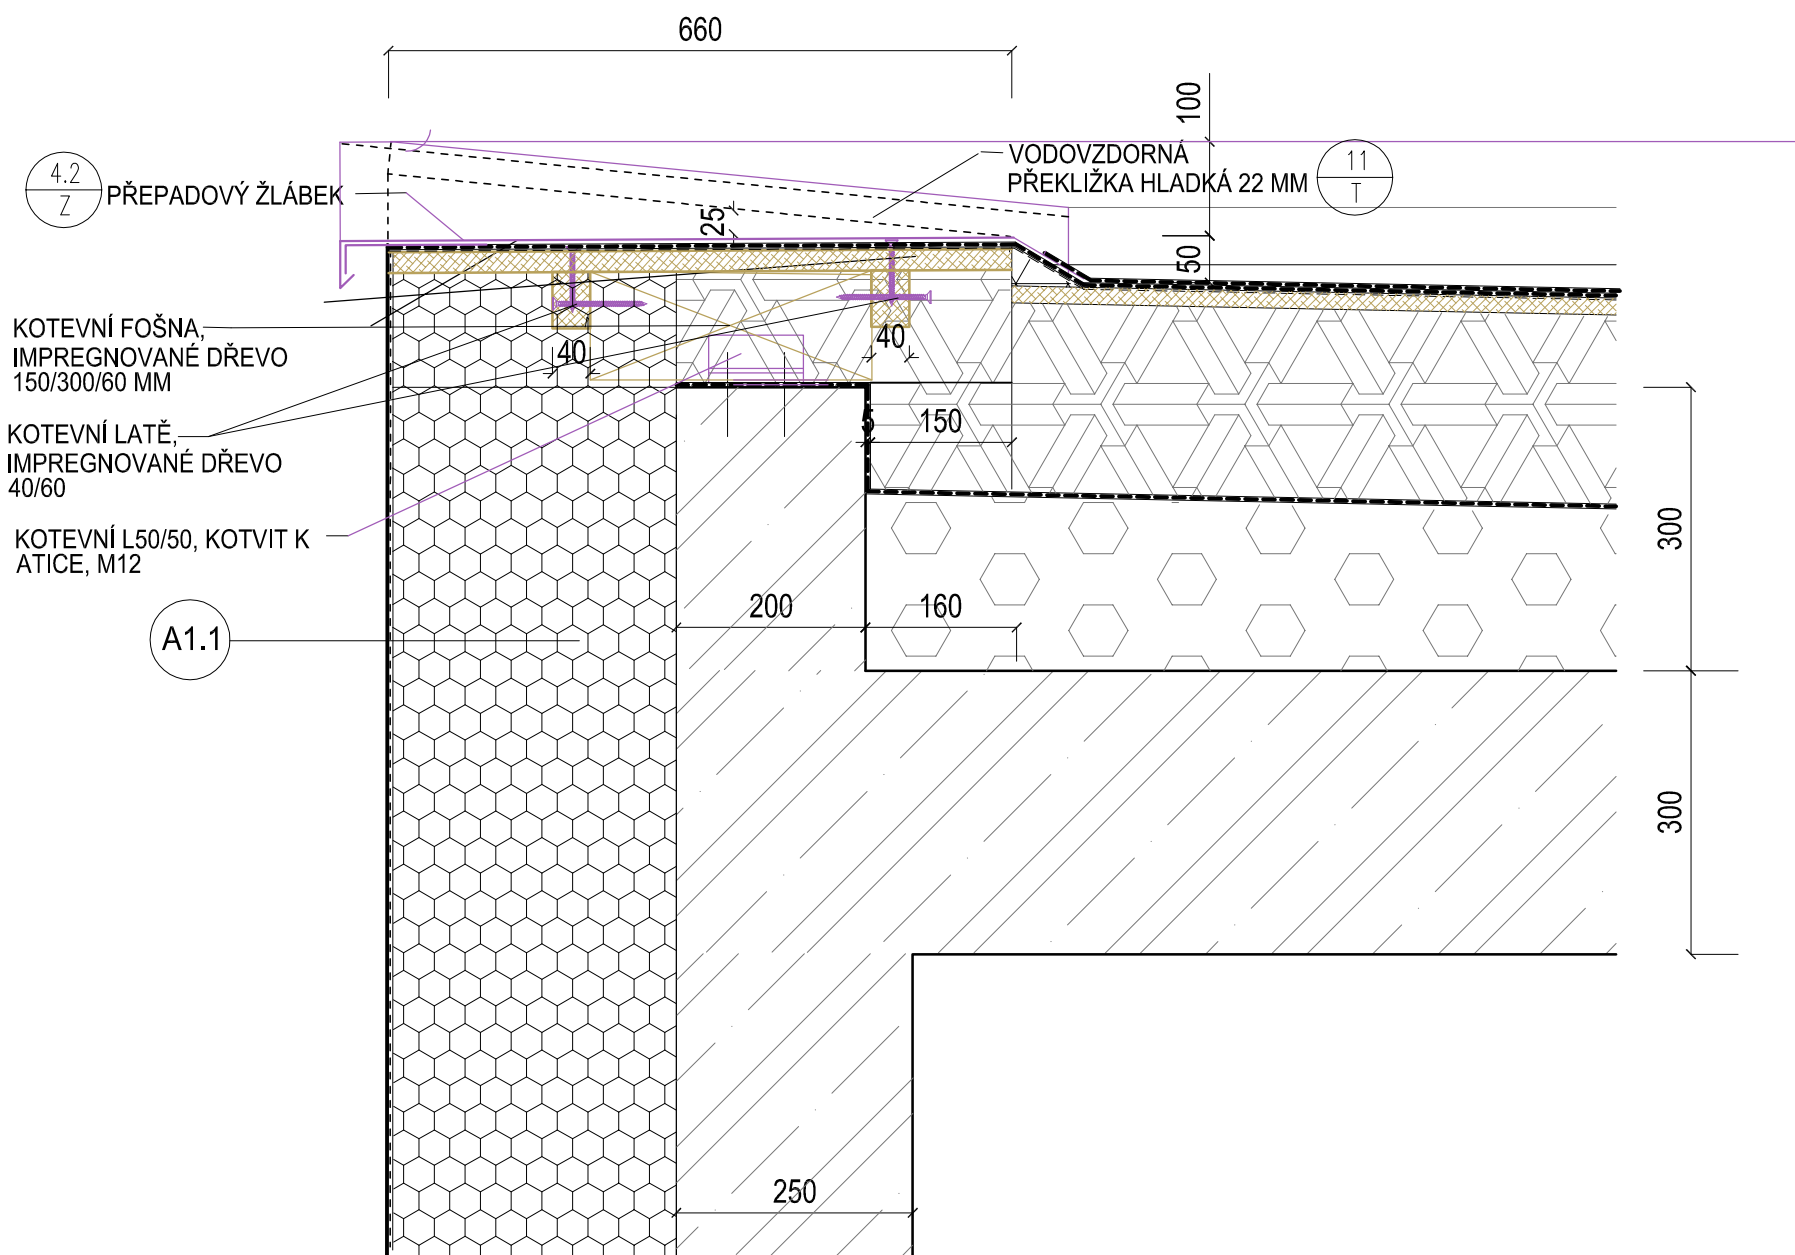 660
100
4.2
Z
PŘEPADOVÝ ŽLÁBEK
VODOVZDORNÁ
PŘEKLIŽKA HLADKÁ 22 MM
11
T
25
50
KOTEVNÍ FOŠNA,
IMPREGNOVANÉ DŘEVO
150/300/60 MM
40
40
KOTEVNÍ LATĚ,
IMPREGNOVANÉ DŘEVO
40/60
5
150
KOTEVNÍ L50/50, KOTVIT K
ATICE, M12
300
A1.1
200
160
300
250